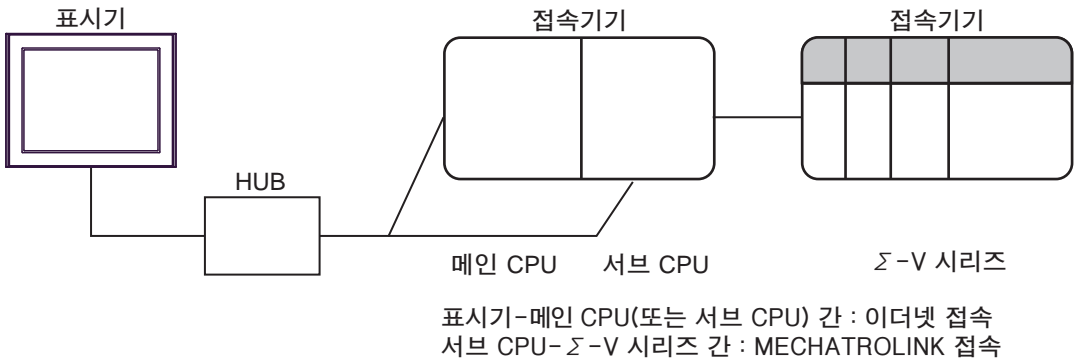 표시기
접속기기
접속기기
HUB
메인 CPU
서브 CPU
Σ-V 시리즈
표시기-메인 CPU(또는 서브 CPU) 간 : 이더넷 접속
서브 CPU-Σ-V 시리즈 간 : MECHATROLINK 접속